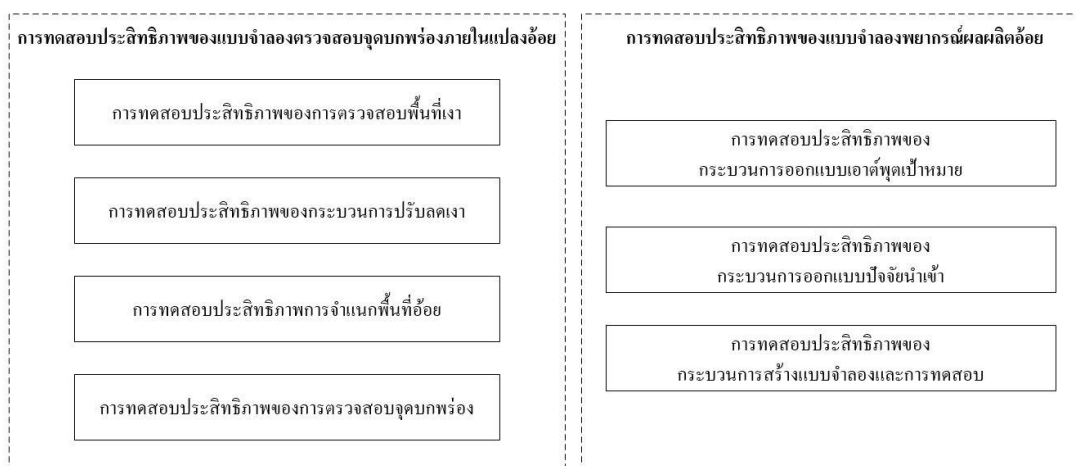 การทดสอบประสิทธิภาพของแบบจำลองตรวจสอบจุดบกพร่องภายในแปลงอ้อย
การทดสอบประสิทธิภาพของการตรวจสอบพื้นที่เงา
การทดสอบประสิทธิภาพของกระบวนการปรับลดเงา
การทดสอบประสิทธิภาพการจำแนกพื้นที่อ้อย
การทดสอบประสิทธิภาพของการตรวจสอบจุดบกพร่อง
การทดสอบประสิทธิภาพของแบบจำลองพยากรณ์ผลผลิตอ้อย
การทดสอบประสิทธิภาพของ
กระบวนการออกแบบเอาต์พุตเป้าหมาย
การทดสอบประสิทธิภาพของ
กระบวนการออกแบบปัจจัยนำเข้า
การทดสอบประสิทธิภาพของ
กระบวนการสร้างแบบจำลองและการทดสอบ